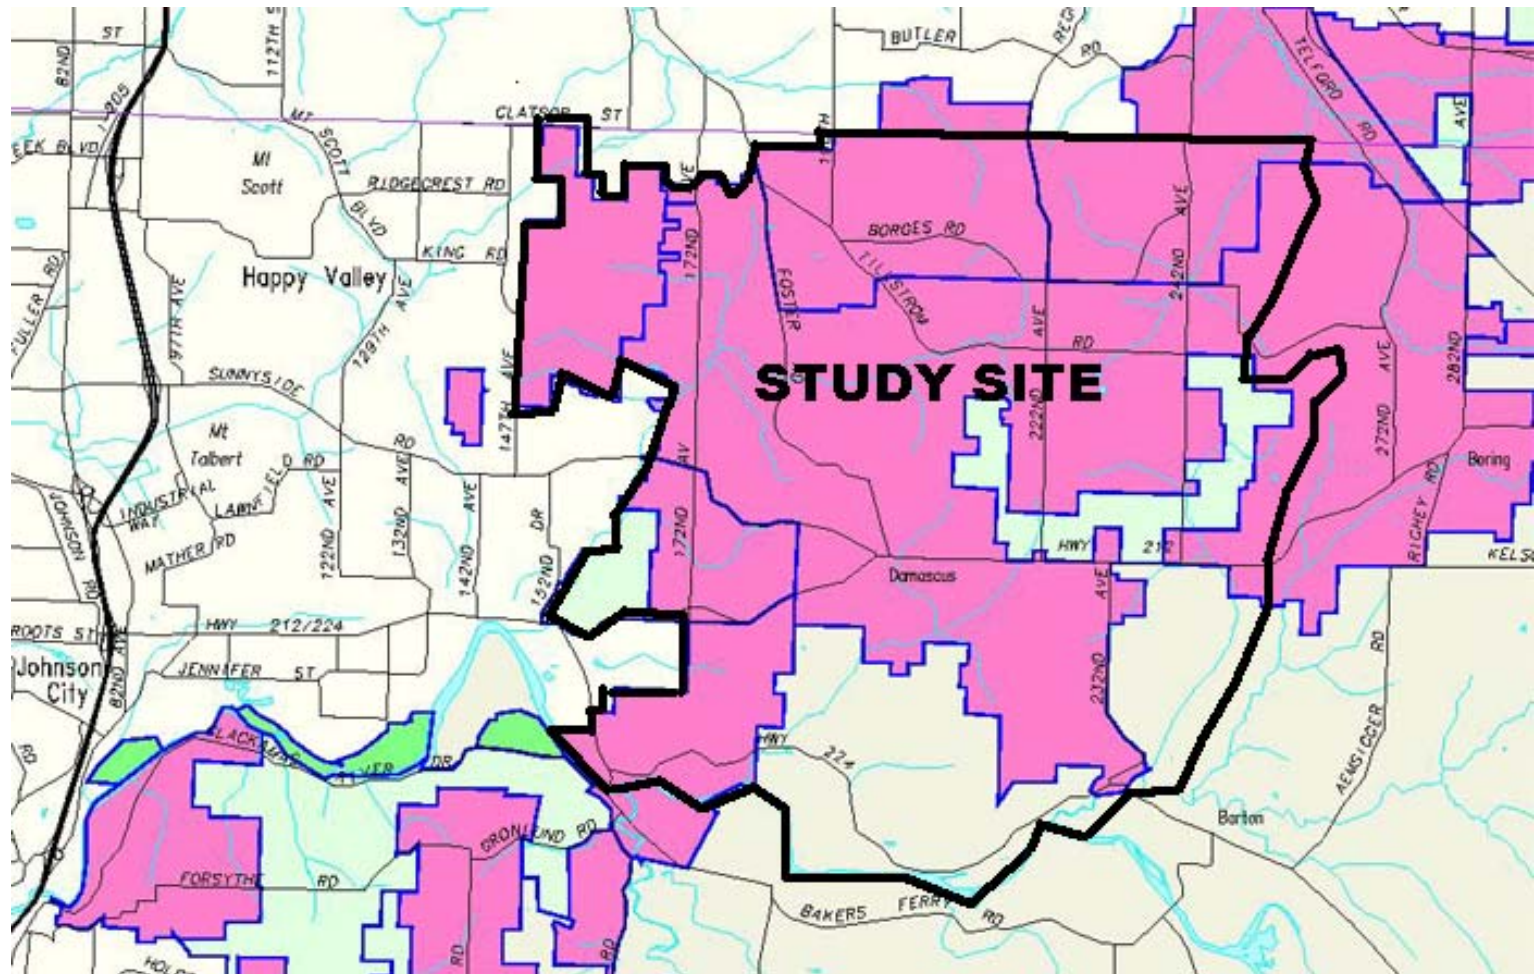 ST
82ND
I-205
112TH S
BUTLER
RD
TELFORD
RD
AVE
EEK BLVD
MT SCOTT
BLVD
CLATSOP ST
Mt
Scott
RIDGECREST RD
KING RD
AVE
172ND
BORGES RD
TILLSTROM
RD
FOSTER
242ND
AVE
FULLER RD
97TH AVE
Happy Valley
129TH
AVE
222ND
AVE
282ND
AVE
272ND
SUNNYSIDE
RD
147TH
AVE
STUDY SITE
Mt
Talbert
D RD
LAWNFIEL
INDUSTRIAL
WAY
MATHER RD
JOHNSON
RD
122ND
AVE
132ND
AVE
142ND
AVE
152ND
DR
172ND
AV
Boring
RICHEY RD
KELSO
HWY 212
Damascus
232ND
AVE
ROOTS ST
HWY 212/224
Johnson
City
82ND
AVE
JENNIFER ST
RD
CLACKAMAS
RIVER
DR
HWY
224
AEMSIGGER
RD
Barton
GRONLUND RD
FORSYTHE
RD
BAKERS FERRY
RD
RD
RD